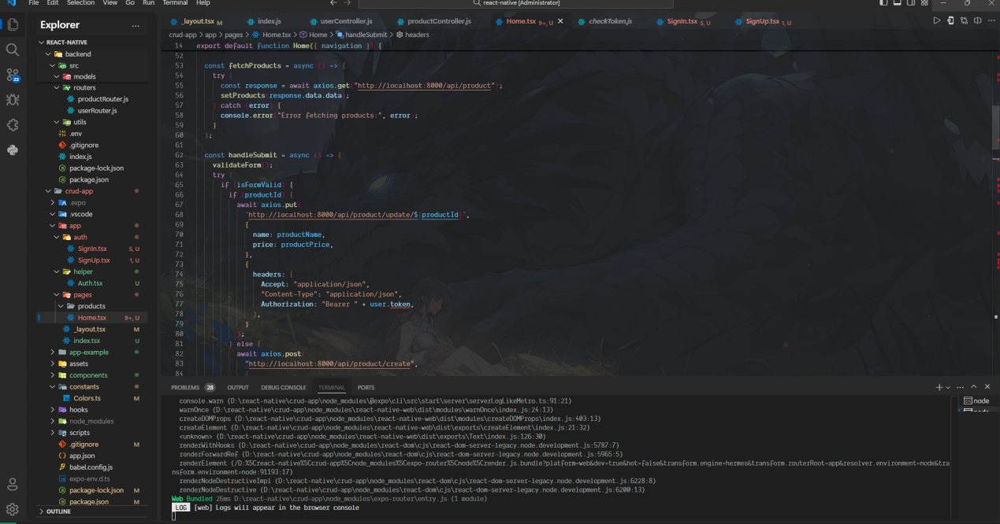 File Edit Selection View Go Run Terminal Help
react-native [Administrator]
Explorer
REACT-NATIVE
backend
src
models
routers
productRouter.js
userRouter.js
utils
.env
.gitignore
index.js
package-lock.json
package.json
crud-app
.expo
.vscode
app
auth
SignIn.tsx 5, U
SignUp.tsx 1, U
helper
Auth.tsx U
pages
products
Home.tsx 9+, U
_layout.tsx M
index.tsx U
app-example
assets
components
constants
Colors.ts M
hooks
node_modules
scripts
.gitignore M
app.json
babel.config.js
expo-env.d.ts
package-lock.json M
package.json M
OUTLINE
22
_layout.tsx M index.js userController.js productController.js Home.tsx 9+, U checkToken.js SignIn.tsx 5, U SignUp.tsx 1, U
crud-app > app > pages > Home.tsx > Home > handleSubmit > headers
14 export default function Home({ navigation }) {
52
53 const fetchProducts = async () => {
54 try {
55 const response = await axios.get("http://localhost:8000/api/product");
56 setProducts(response.data.data);
57 } catch (error) {
58 console.error("Error fetching products:", error);
59 }
60 };
61
62 const handleSubmit = async () => {
63 validateForm();
64 try {
65 if (isFormValid) {
66 if (productId) {
67 await axios.put(
68 `http://localhost:8000/api/product/update/${productId}`,
69 {
70 name: productName,
71 price: productPrice,
72 },
73 {
74 headers: {
75 Accept: "application/json",
76 "Content-Type": "application/json",
77 Authorization: "Bearer " + user.token,
78 },
79 }
80 );
81 } else {
82 await axios.post(
83 "http://localhost:8000/api/product/create",
84 {
PROBLEMS 28 OUTPUT DEBUG CONSOLE TERMINAL PORTS
console.warn (D:\react-native\crud-app\node_modules\@expo\cli\src\start\server\serverLogLikeMetro.ts:91:21)
warnOnce (D:\react-native\crud-app\node_modules\react-native-web\dist\modules\warnOnce\index.js:24:13)
createDOMProps (D:\react-native\crud-app\node_modules\react-native-web\dist\modules\createDOMProps\index.js:403:13)
createElement (D:\react-native\crud-app\node_modules\react-native-web\dist\exports\createElement\index.js:21:32)
<unknown> (D:\react-native\crud-app\node_modules\react-native-web\dist\exports\Text\index.js:126:30)
renderWithHooks (D:\react-native\crud-app\node_modules\react-dom\cjs\react-dom-server-legacy.node.development.js:5787:7)
renderForwardRef (D:\react-native\crud-app\node_modules\react-dom\cjs\react-dom-server-legacy.node.development.js:5965:5)
renderElement (/D:%5Creact-native%5Ccrud-app%5Cnode_modules%5Cexpo-router%5Cnode%5Crender.js.bundle?platform=web&dev=true&hot=false&transform.engine=hermes&transform.routerRoot=app&resolver.environment=node&tra
nsform.environment=node:91193:17)
renderNodeDestructiveImpl (D:\react-native\crud-app\node_modules\react-dom\cjs\react-dom-server-legacy.node.development.js:6228:8)
renderNodeDestructive (D:\react-native\crud-app\node_modules\react-dom\cjs\react-dom-server-legacy.node.development.js:6200:13)
Web Bundled 26ms D:\react-native\crud-app\node_modules\expo-router\entry.js (1 module)
LOG [web] Logs will appear in the browser console
node
node